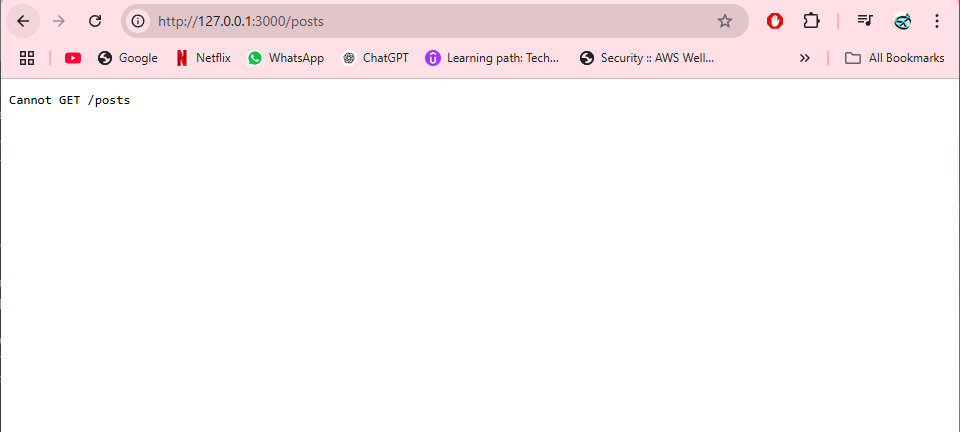 http://127.0.0.1:3000/posts
Google Netflix WhatsApp ChatGPT Learning path: Tech... Security :: AWS Well... All Bookmarks
Cannot GET /posts